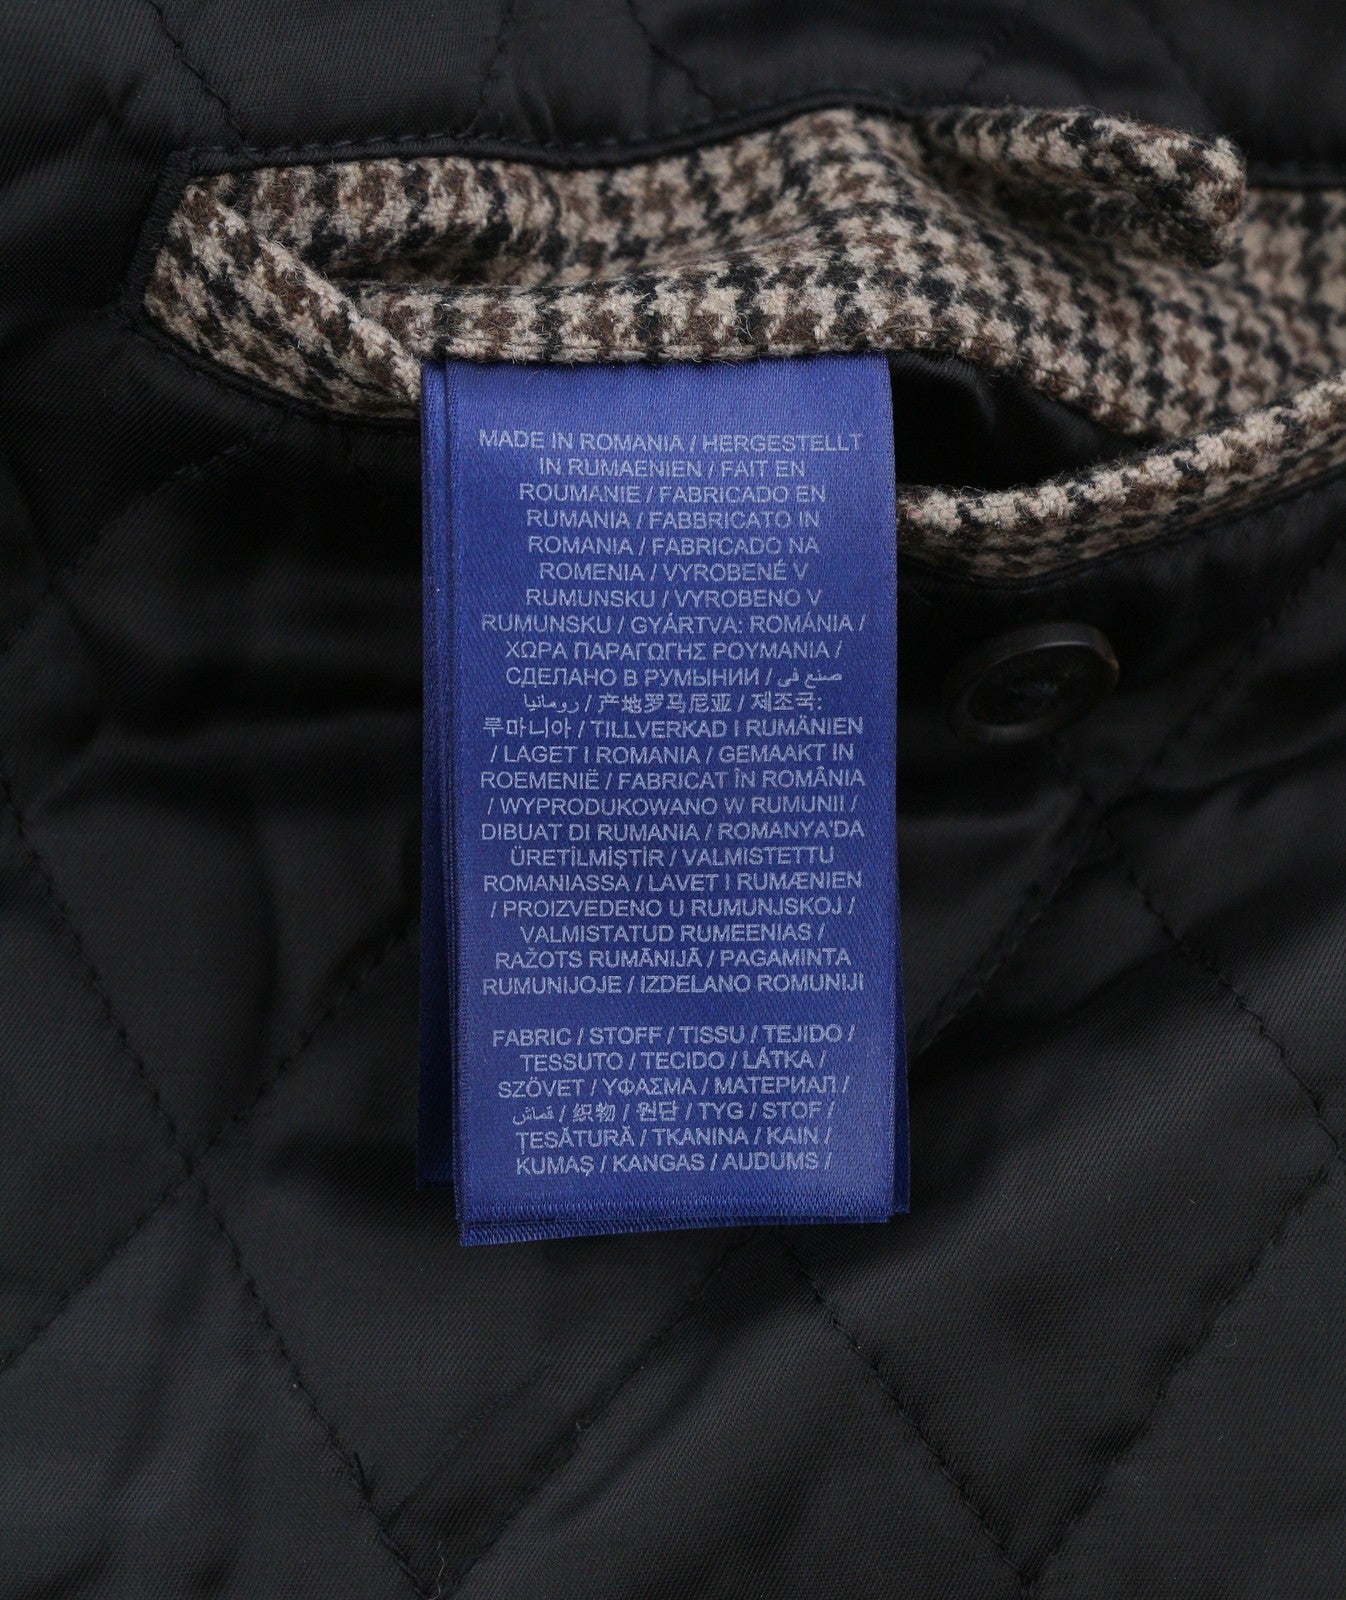 MADE IN ROMANIA / HERGESTELLT
IN RUMAENIEN / FAIT EN
ROUMANIE / FABRICADO EN
RUMANIA / FABBRICATO IN
ROMANIA / FABRICADO NA
ROMENIA / VYROBENÉ V
RUMUNSKU / VYROBENO V
RUMUNSKU / GYÁRTVA: ROMÁNIA /
ΧΩΡΑ ΠΑΡΑΓΩΓΗΣ ΡΟΥΜΑΝΙΑ /
СДЕЛАНО В РУМЫНИИ / صنع في
رومانيا / 产地罗马尼亚 / 제조국:
루마니아 / TILLVERKAD I RUMÄNIEN
/ LAGET I ROMANIA / GEMAAKT IN
ROEMENIË / FABRICAT ÎN ROMÂNIA
/ WYPRODUKOWANO W RUMUNII /
DIBUAT DI RUMANIA / ROMANYA'DA
ÜRETİLMİŞTİR / VALMISTETTU
ROMANIASSA / LAVET I RUMÆNIEN
/ PROIZVEDENO U RUMUNJSKOJ /
VALMISTATUD RUMEENIAS /
RAŽOTS RUMĀNIJĀ / PAGAMINTA
RUMUNIJOJE / IZDELANO ROMUNIJI
FABRIC / STOFF / TISSU / TEJIDO /
TESSUTO / TECIDO / LÁTKA /
SZÖVET / ΥΦΑΣΜΑ / МАТЕРИАЛ /
قماش / 织物 / 원단 / TYG / STOF /
ȚESĂTURĂ / TKANINA / KAIN /
KUMAŞ / KANGAS / AUDUMS /